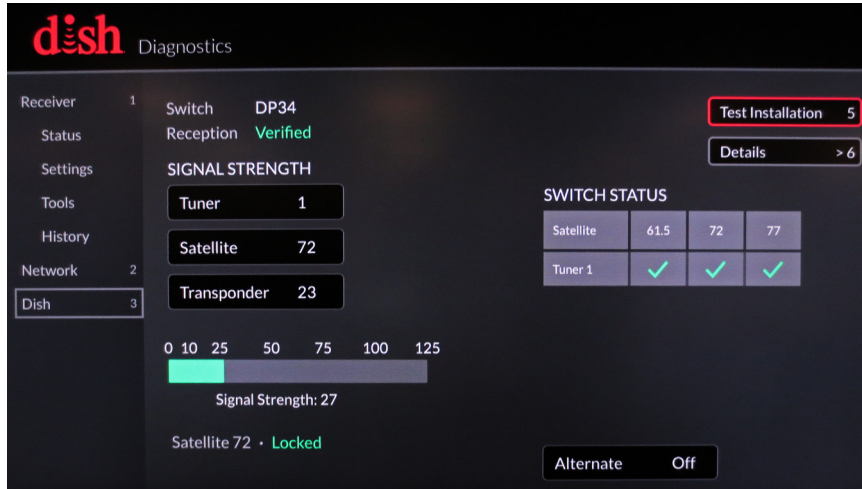 dish Diagnostics
Receiver 1
Status
Settings
Tools
History
Network 2
Dish 3
Switch DP34
Reception Verified
SIGNAL STRENGTH
Tuner 1
Satellite 72
Transponder 23
0 10 25 50 75 100 125
Signal Strength: 27
Satellite 72 • Locked
Test Installation 5
Details > 6
SWITCH STATUS
Satellite 61.5 72 77
Tuner 1
Alternate Off